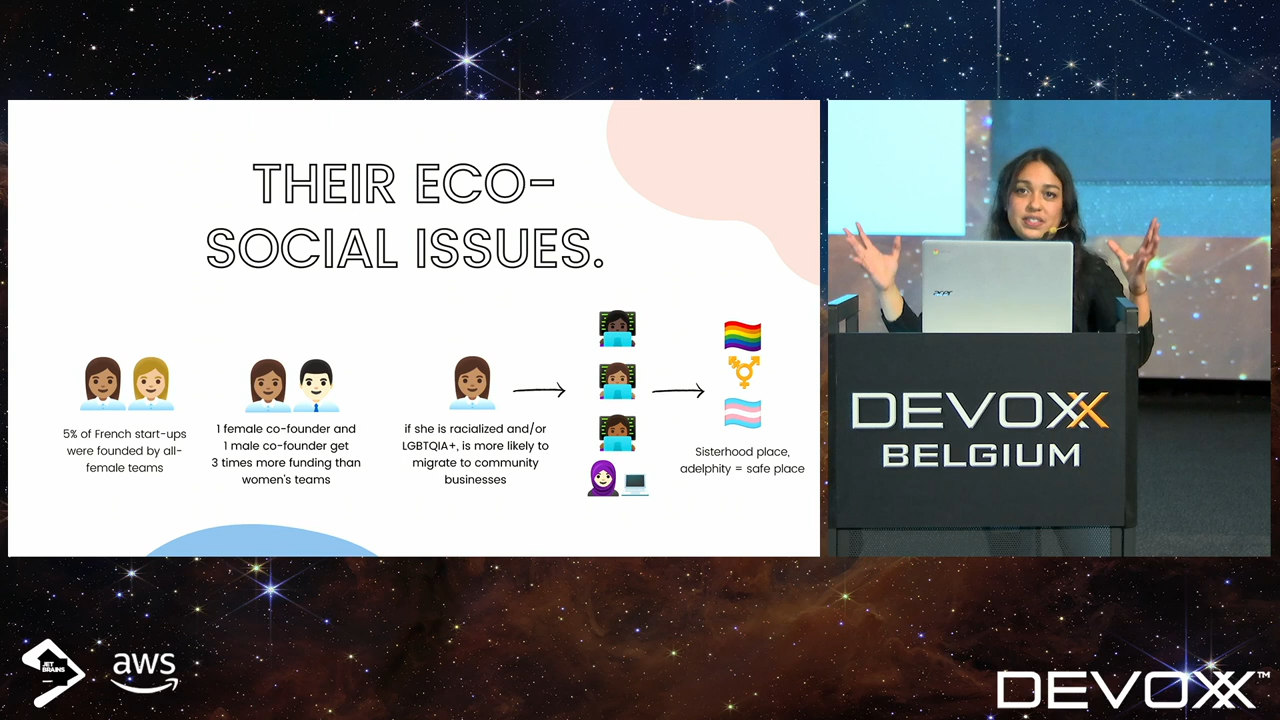 THEIR ECO-
SOCIAL ISSUES.
5% of French start-ups
were founded by all-
female teams
1 female co-founder and
1 male co-founder get
3 times more funding than
women's teams
if she is racialized and/or
LGBTQIA+, is more likely to
migrate to community
businesses
Sisterhood place,
adelphity = safe place
acer
DEVOXX
BELGIUM
JET
BRAINS
aws
DEVOXX™